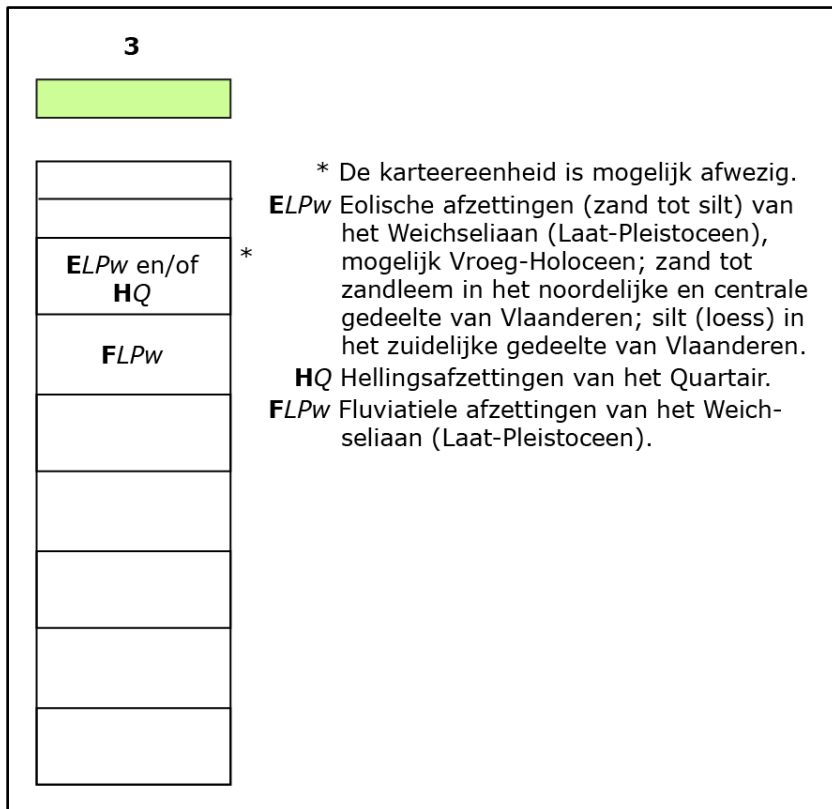 3
* De karteereenheid is mogelijk afwezig.
ELPw Eolische afzettingen (zand tot silt) van
het Weichseliaan (Laat-Pleistoceen),
mogelijk Vroeg-Holoceen; zand tot
zandleem in het noordelijke en centrale
gedeelte van Vlaanderen; silt (loess) in
het zuidelijke gedeelte van Vlaanderen.
HQ Hellingsafzettingen van het Quartair.
FLPw Fluviatiele afzettingen van het Weich-
seliaan (Laat-Pleistoceen).
ELPw en/of *
HQ
FLPw